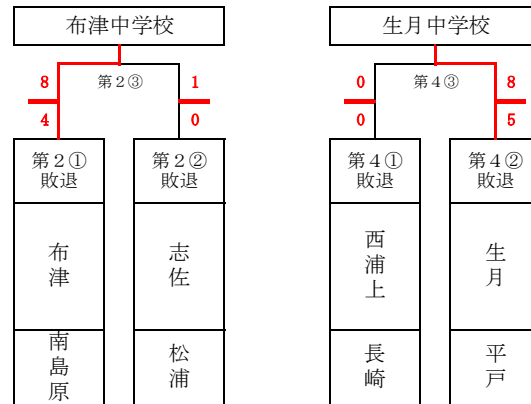 布津中学校
生月中学校
8
第2③
1
0
第4③
8
4
0
0
5
第2①
敗退
第2②
敗退
第4①
敗退
第4②
敗退
布津
志佐
西浦上
生月
南島原
松浦
長崎
平戸